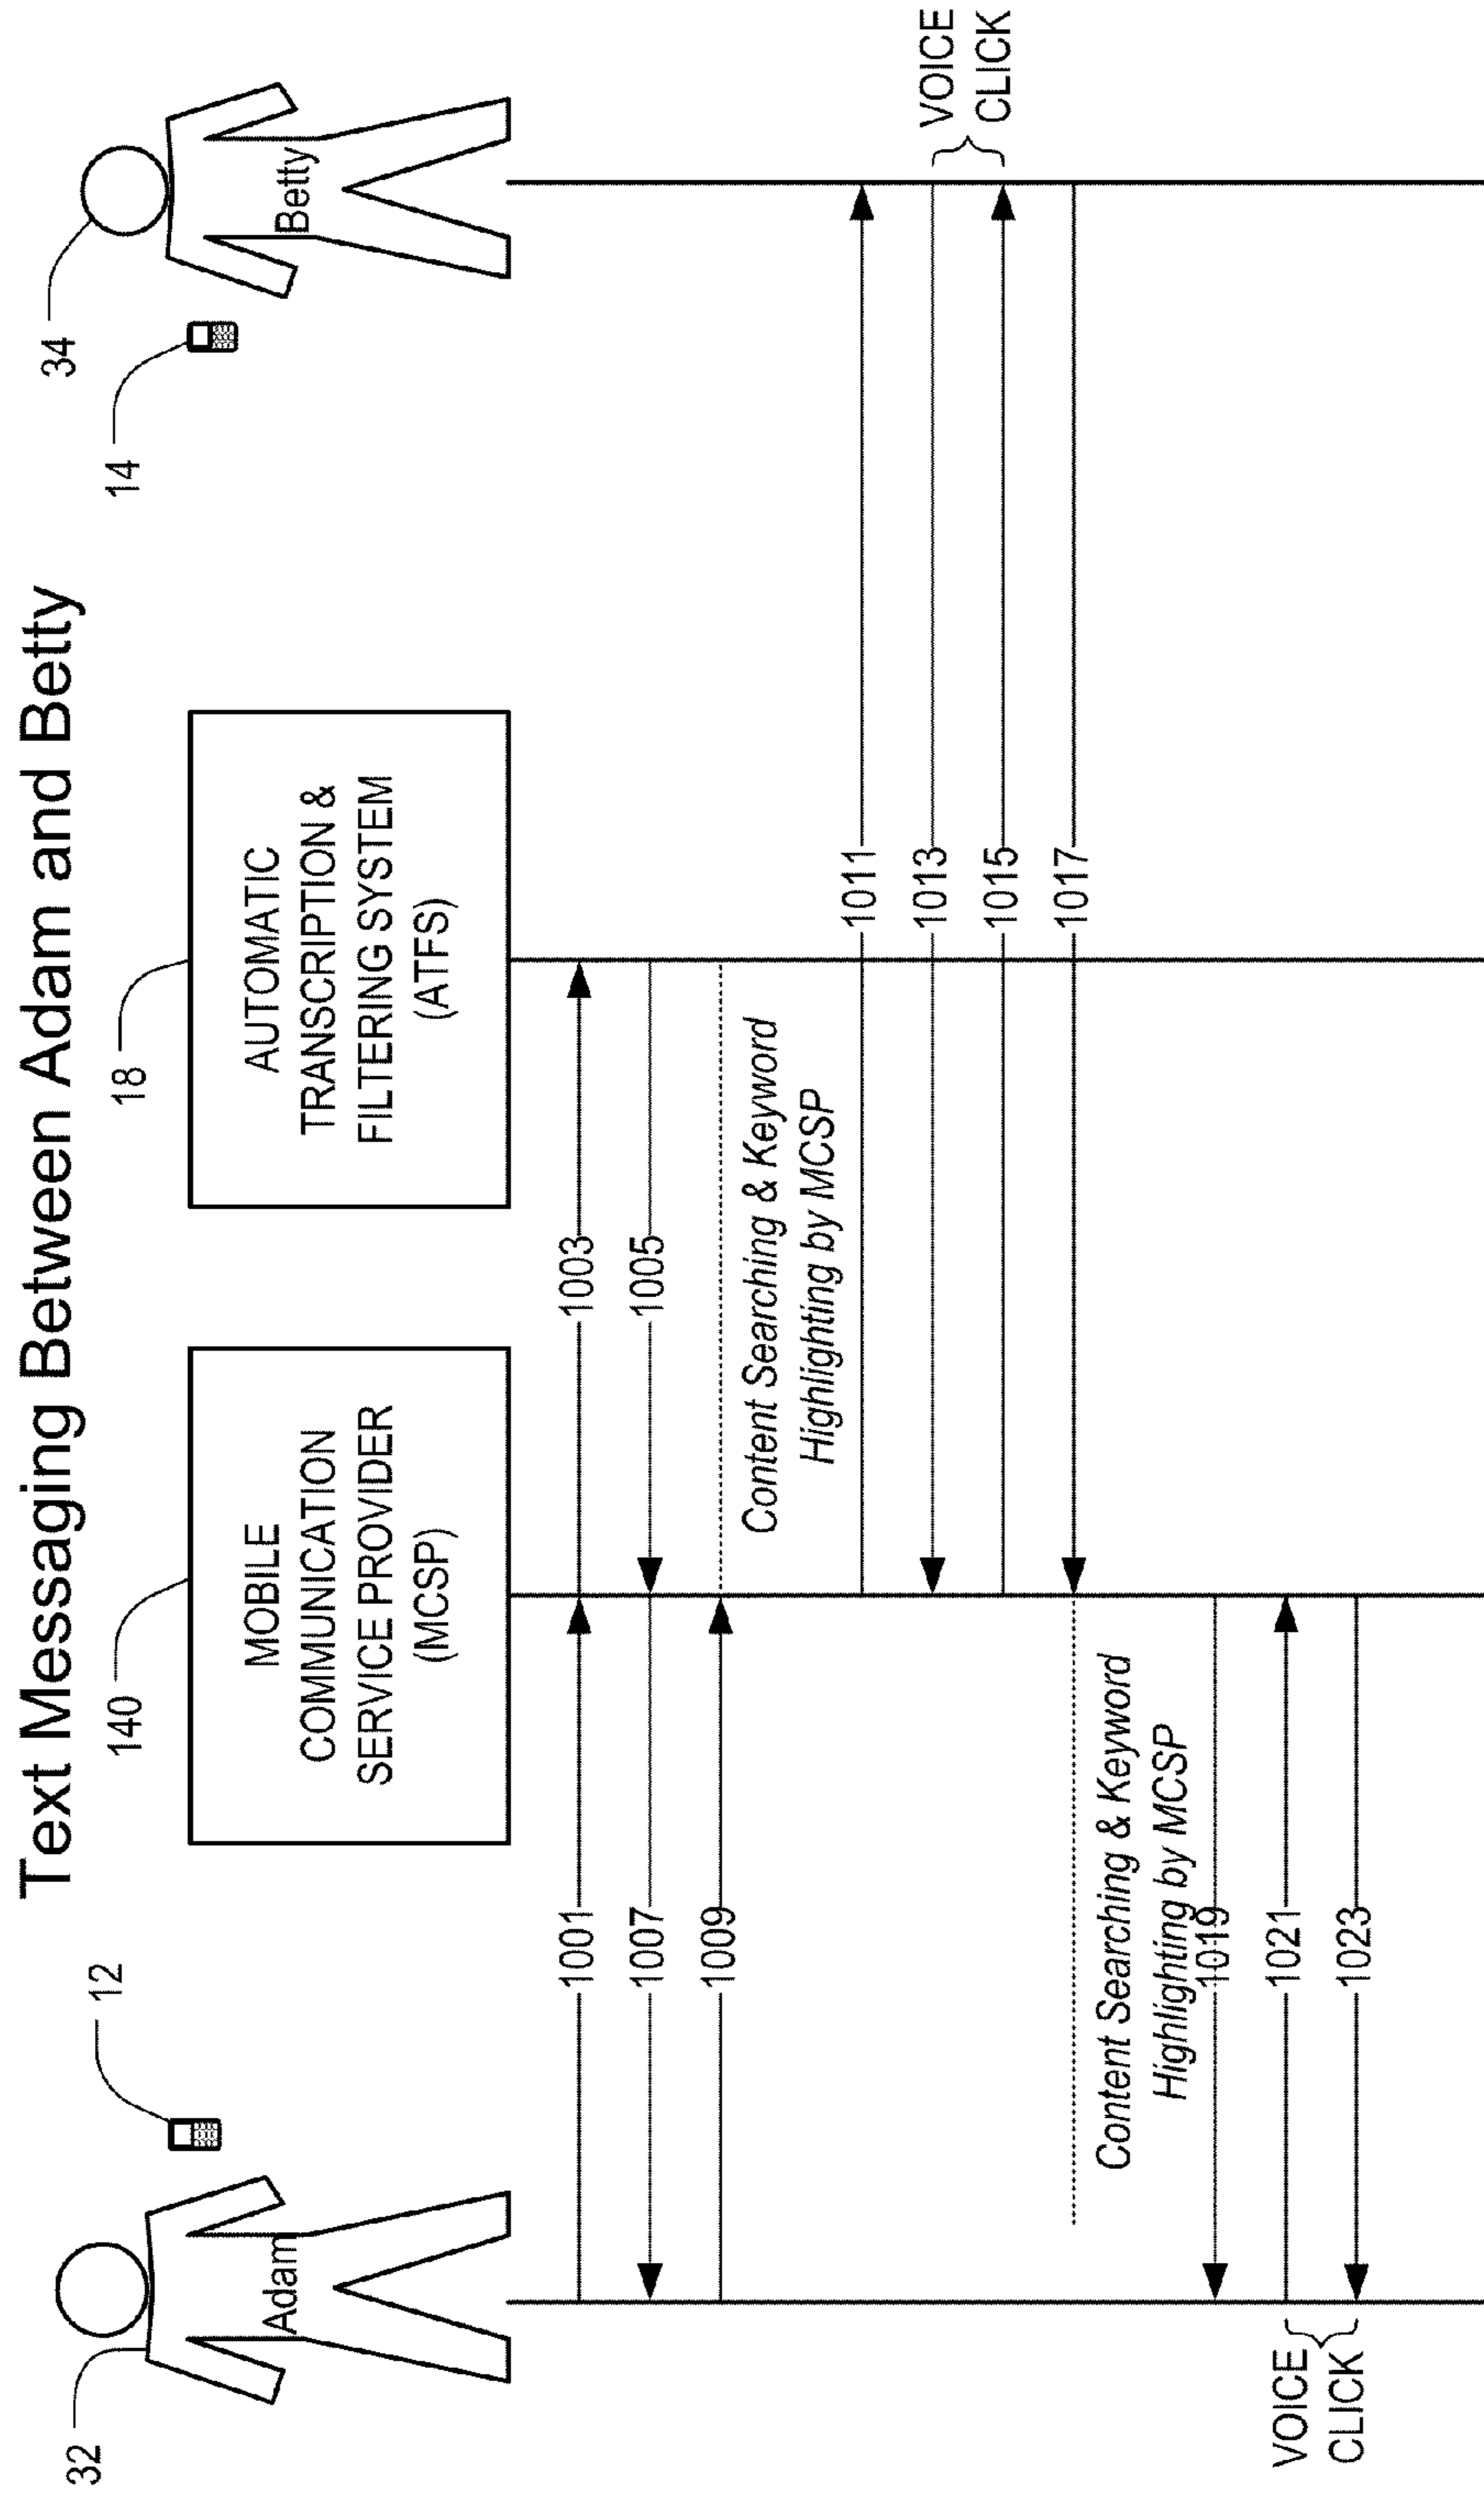 Text Messaging Between Adam and Betty
32
12
140
18
14
34
Adam
MOBILE
COMMUNICATION
SERVICE PROVIDER
(MCSP)
AUTOMATIC
TRANSCRIPTION &
FILTERING SYSTEM
(ATFS)
Betty
1001
1003
1007
1005
1009
Content Searching & Keyword
Highlighting by MCSP
1011
1013
1015
VOICE
CLICK
1017
Content Searching & Keyword
Highlighting by MCSP
1019
1021
1023
VOICE
CLICK